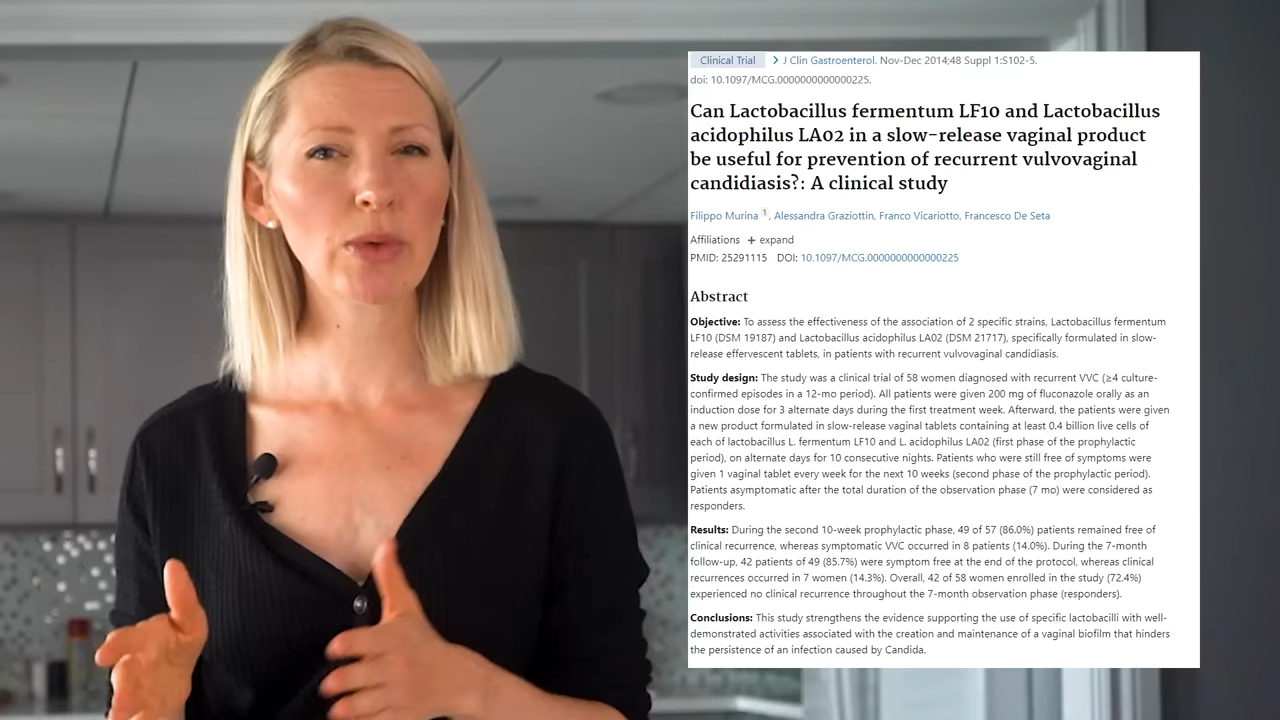 Clinical Trial > J Clin Gastroenterol. Nov-Dec 2014;48 Suppl 1:S102-5.
doi: 10.1097/MCG.0000000000000225.
Can Lactobacillus fermentum LF10 and Lactobacillus
acidophilus LA02 in a slow-release vaginal product
be useful for prevention of recurrent vulvovaginal
candidiasis?: A clinical study
Filippo Murina 1, Alessandra Graziottin, Franco Vicariotto, Francesco De Seta
Affiliations + expand
PMID: 25291115 DOI: 10.1097/MCG.0000000000000225
Abstract
Objective: To assess the effectiveness of the association of 2 specific strains, Lactobacillus fermentum
LF10 (DSM 19187) and Lactobacillus acidophilus LA02 (DSM 21717), specifically formulated in slow-
release effervescent tablets, in patients with recurrent vulvovaginal candidiasis.
Study design: The study was a clinical trial of 58 women diagnosed with recurrent VVC (≥4 culture-
confirmed episodes in a 12-mo period). All patients were given 200 mg of fluconazole orally as an
induction dose for 3 alternate days during the first treatment week. Afterward, the patients were given
a new product formulated in slow-release vaginal tablets containing at least 0.4 billion live cells of
each of lactobacillus L. fermentum LF10 and L. acidophilus LA02 (first phase of the prophylactic
period), on alternate days for 10 consecutive nights. Patients who were still free of symptoms were
given 1 vaginal tablet every week for the next 10 weeks (second phase of the prophylactic period).
Patients asymptomatic after the total duration of the observation phase (7 mo) were considered as
responders.
Results: During the second 10-week prophylactic phase, 49 of 57 (86.0%) patients remained free of
clinical recurrence, whereas symptomatic VVC occurred in 8 patients (14.0%). During the 7-month
follow-up, 42 patients of 49 (85.7%) were symptom free at the end of the protocol, whereas clinical
recurrences occurred in 7 women (14.3%). Overall, 42 of 58 women enrolled in the study (72.4%)
experienced no clinical recurrence throughout the 7-month observation phase (responders).
Conclusions: This study strengthens the evidence supporting the use of specific lactobacilli with well-
demonstrated activities associated with the creation and maintenance of a vaginal biofilm that hinders
the persistence of an infection caused by Candida.